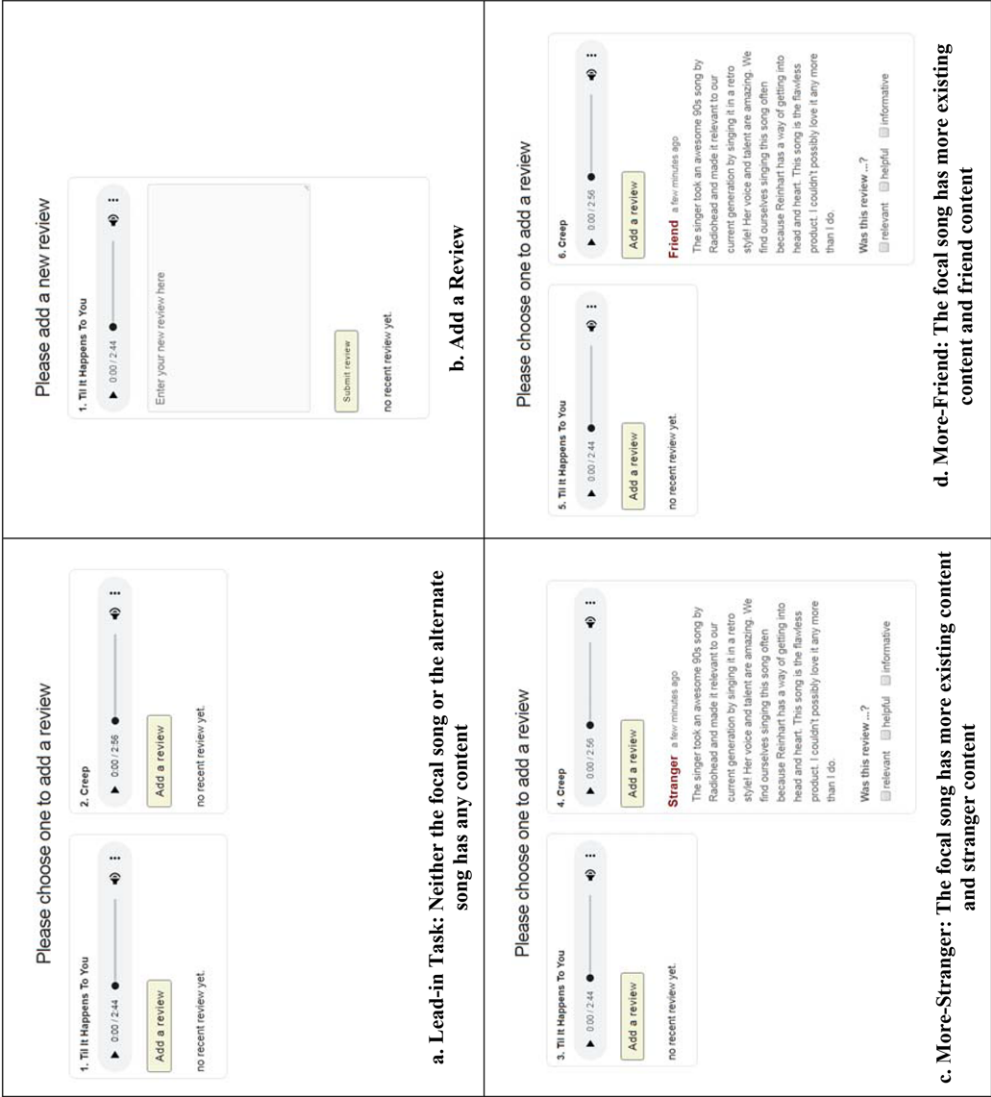 Please choose one to add a review
1. Til It Happens To You
0:00 / 2:44
Add a review
no recent review yet.
2. Creep
0:00 / 2:56
Add a review
no recent review yet.
a. Lead-in Task: Neither the focal song or the alternate
song has any content
Please add a new review
1. Til It Happens To You
0:00 / 2:44
Enter your new review here
Submit review
no recent review yet.
b. Add a Review
Please choose one to add a review
3. Til It Happens To You
0:00 / 2:44
Add a review
no recent review yet.
4. Creep
0:00 / 2:56
Add a review
Stranger a few minutes ago
The singer took an awesome 90s song by
Radiohead and made it relevant to our
current generation by singing it in a retro
style! Her voice and talent are amazing. We
find ourselves singing this song often
because Reinhart has a way of getting into
head and heart. This song is the flawless
product. I couldn't possibly love it any more
than I do.
Was this review ...?
relevant helpful informative
c. More-Stranger: The focal song has more existing content
and stranger content
Please choose one to add a review
5. Til It Happens To You
0:00 / 2:44
Add a review
no recent review yet.
6. Creep
0:00 / 2:56
Add a review
Friend a few minutes ago
The singer took an awesome 90s song by
Radiohead and made it relevant to our
current generation by singing it in a retro
style! Her voice and talent are amazing. We
find ourselves singing this song often
because Reinhart has a way of getting into
head and heart. This song is the flawless
product. I couldn't possibly love it any more
than I do.
Was this review ...?
relevant helpful informative
d. More-Friend: The focal song has more existing
content and friend content